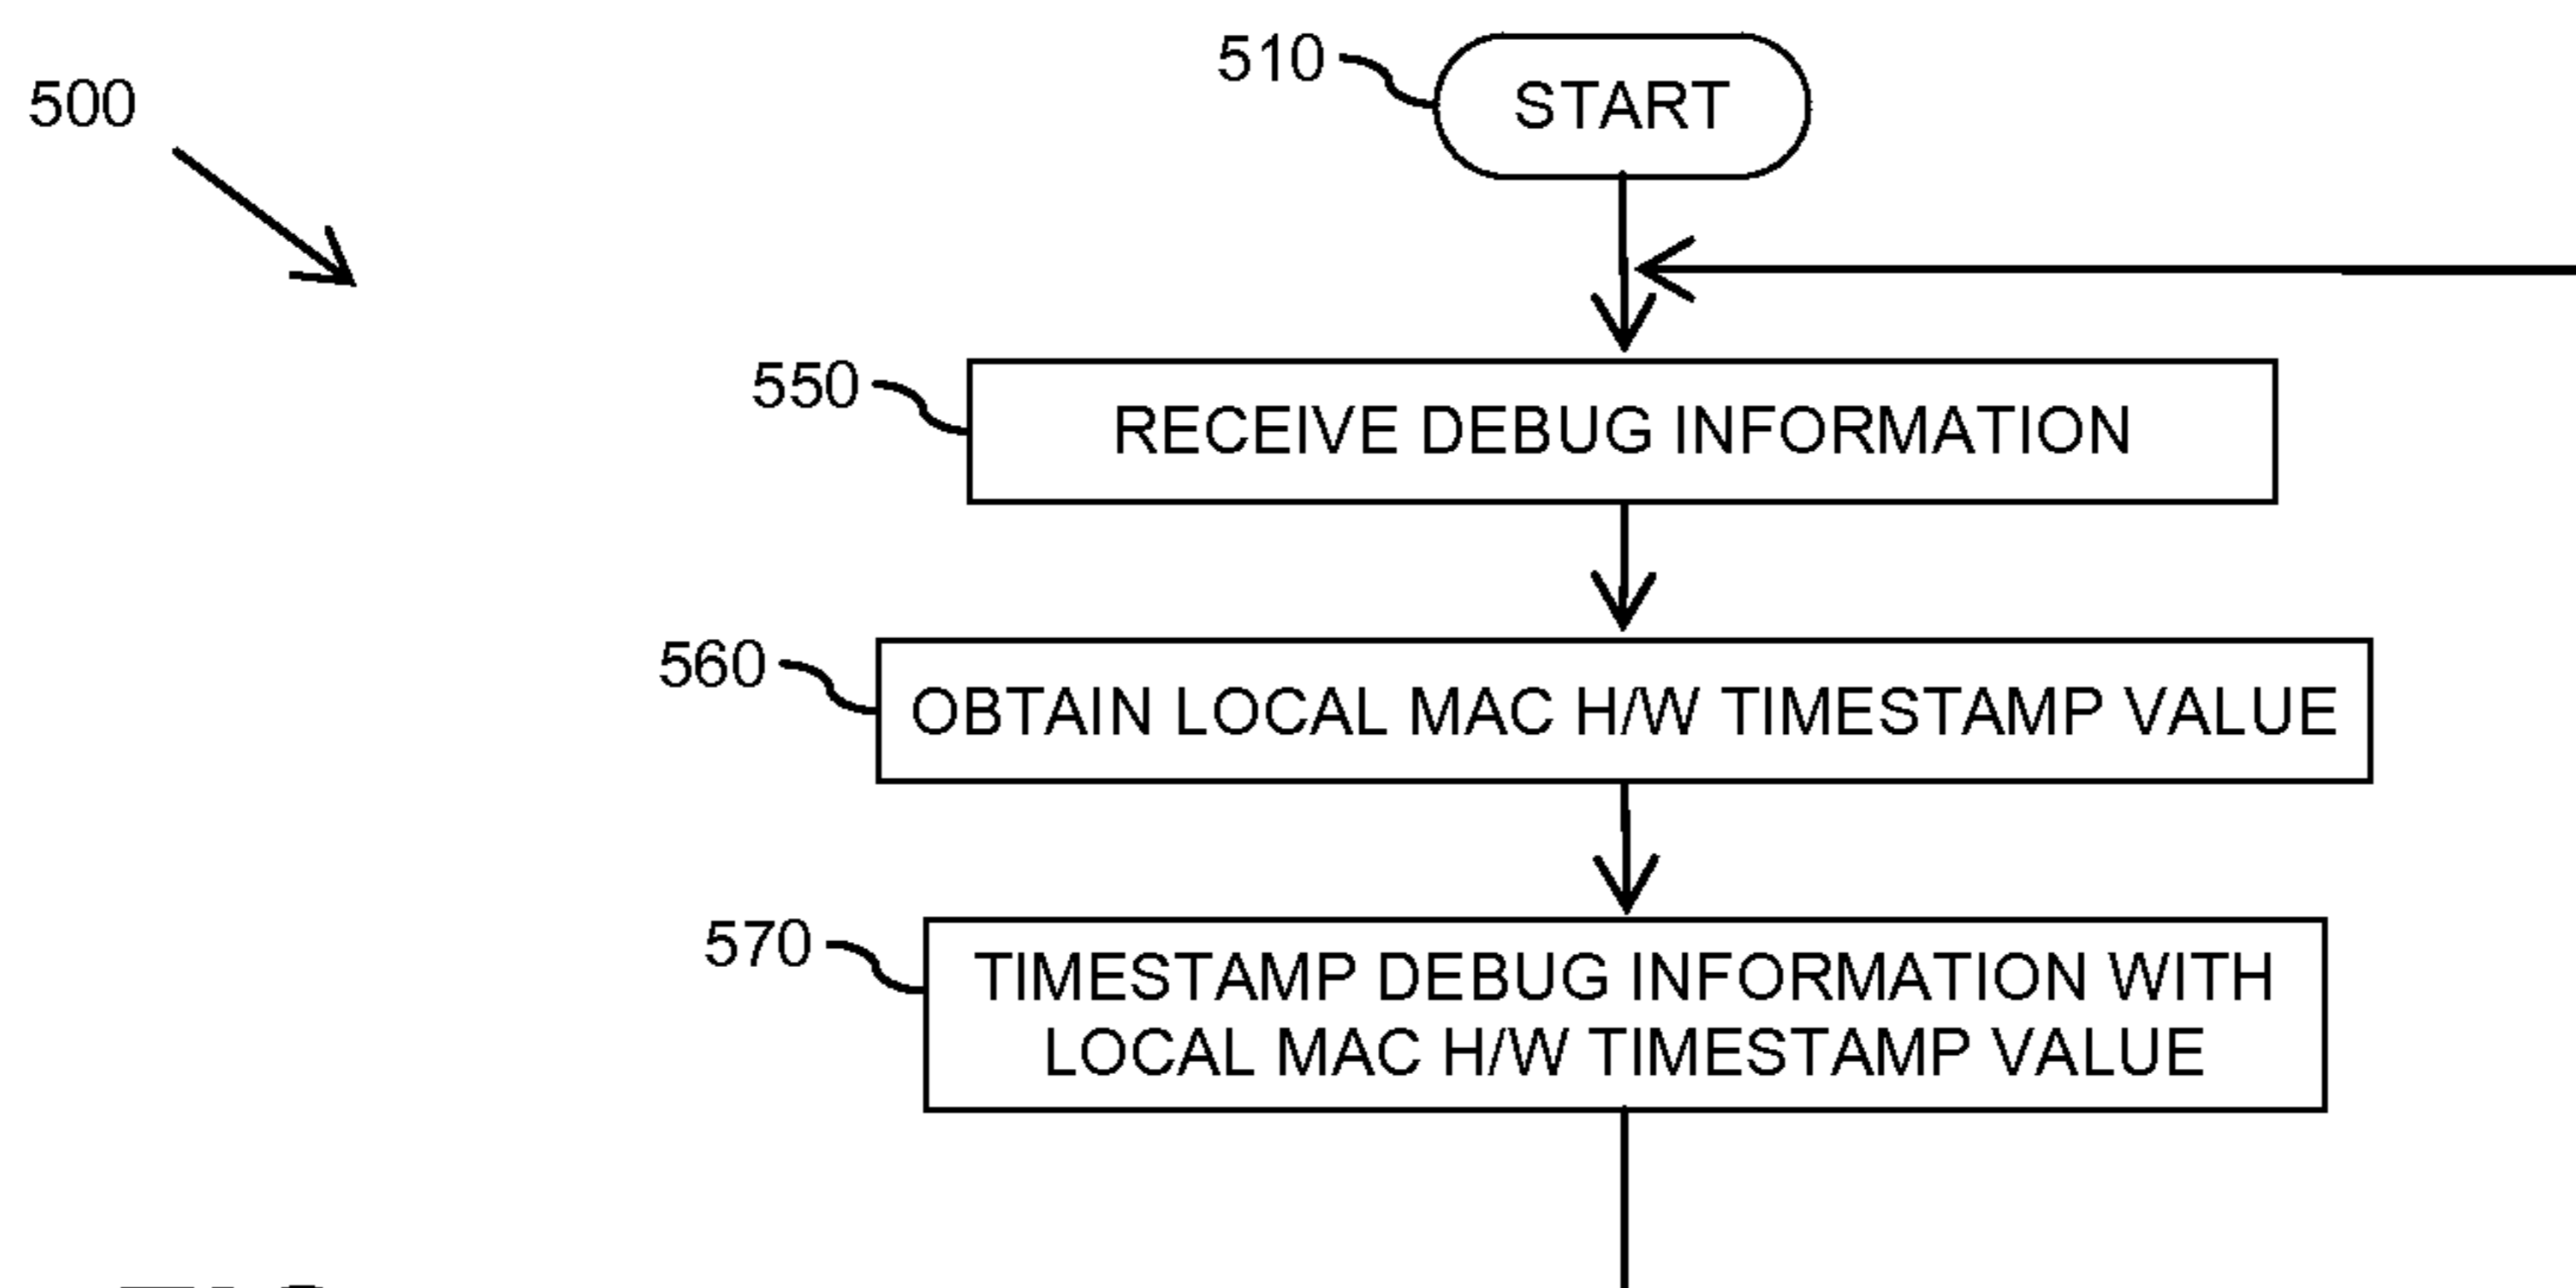 500
510
START
550
RECEIVE DEBUG INFORMATION
560
OBTAIN LOCAL MAC H/W TIMESTAMP VALUE
570
TIMESTAMP DEBUG INFORMATION WITH
LOCAL MAC H/W TIMESTAMP VALUE